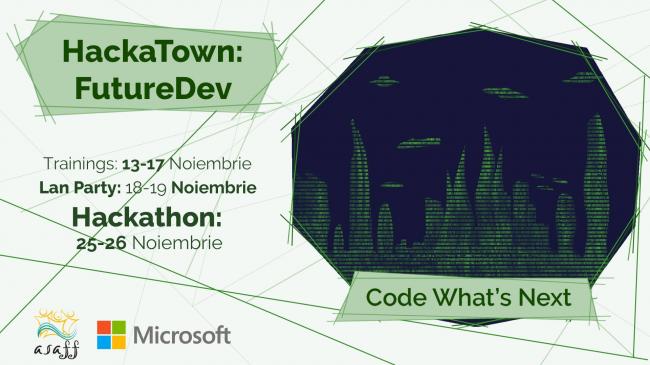 HackaTown:
FutureDev
Trainings: 13-17 Noiembrie
Lan Party: 18-19 Noiembrie
Hackathon:
25-26 Noiembrie
Code What's Next
asaff
Microsoft